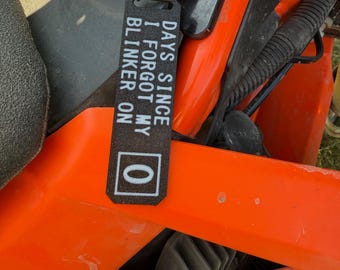 DAYS SINCE
I FORGOT MY
BLINKER ON
0